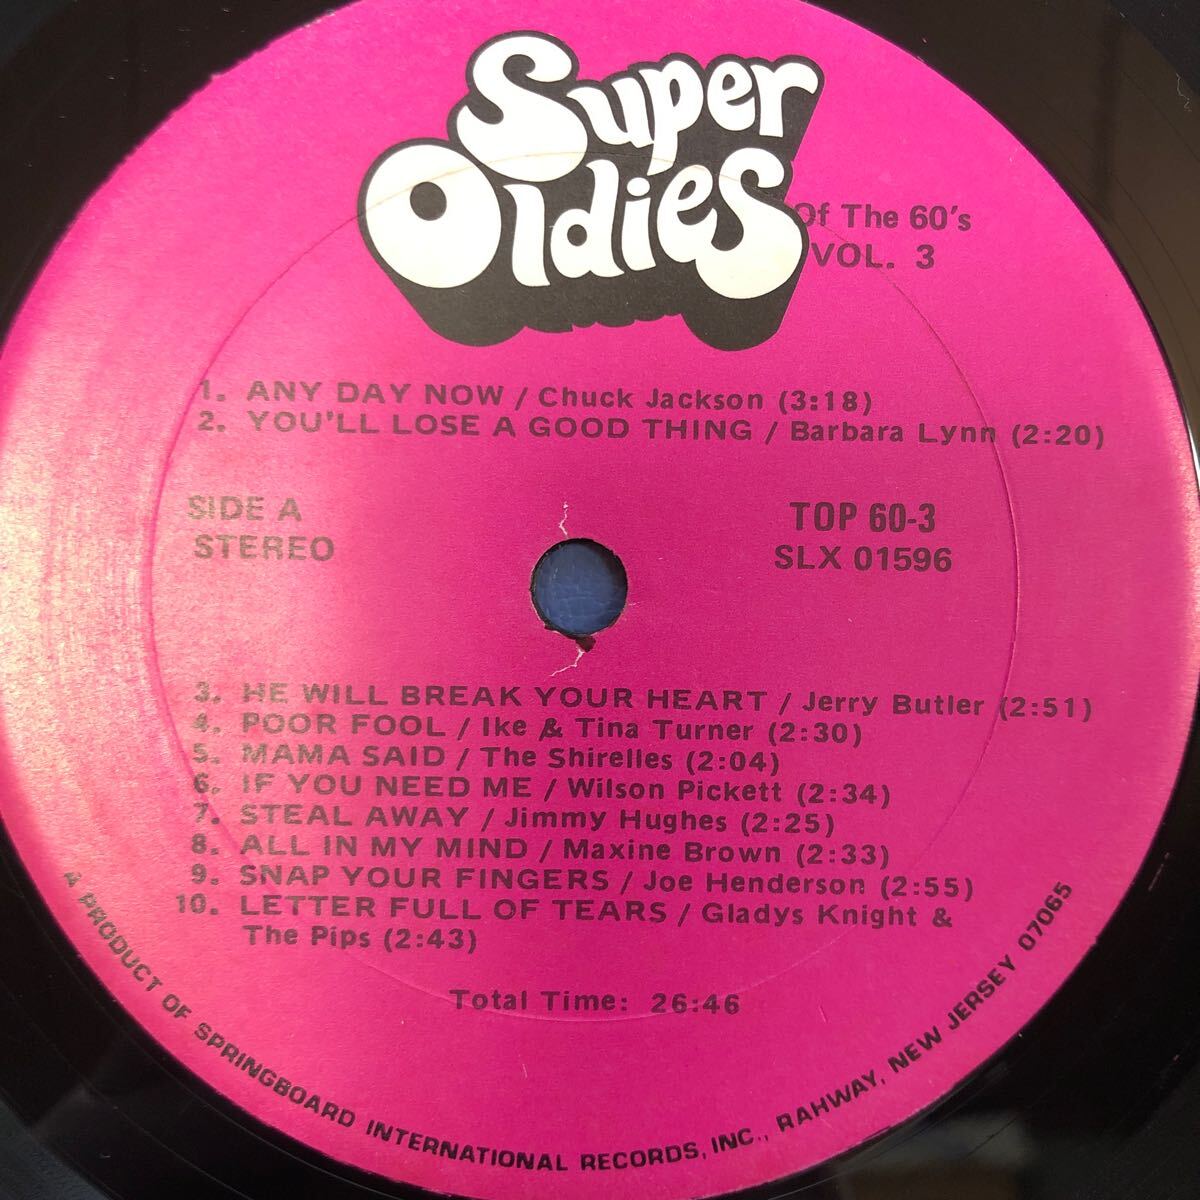 Super
Oldies
Of The 60's
VOL. 3
1. ANY DAY NOW / Chuck Jackson (3:18)
2. YOU'LL LOSE A GOOD THING / Barbara Lynn (2:20)
SIDE A
STEREO
TOP 60-3
SLX 01596
3. HE WILL BREAK YOUR HEART / Jerry Butler (2:51)
4. POOR FOOL / Ike & Tina Turner (2:30)
5. MAMA SAID / The Shirelles (2:04)
6. IF YOU NEED ME / Wilson Pickett (2:34)
7. STEAL AWAY / Jimmy Hughes (2:25)
8. ALL IN MY MIND / Maxine Brown (2:33)
9. SNAP YOUR FINGERS / Joe Henderson (2:55)
10. LETTER FULL OF TEARS / Gladys Knight &
The Pips (2:43)
Total Time: 26:46
A PRODUCT OF SPRINGBOARD INTERNATIONAL RECORDS, INC., RAHWAY, NEW JERSEY 07065